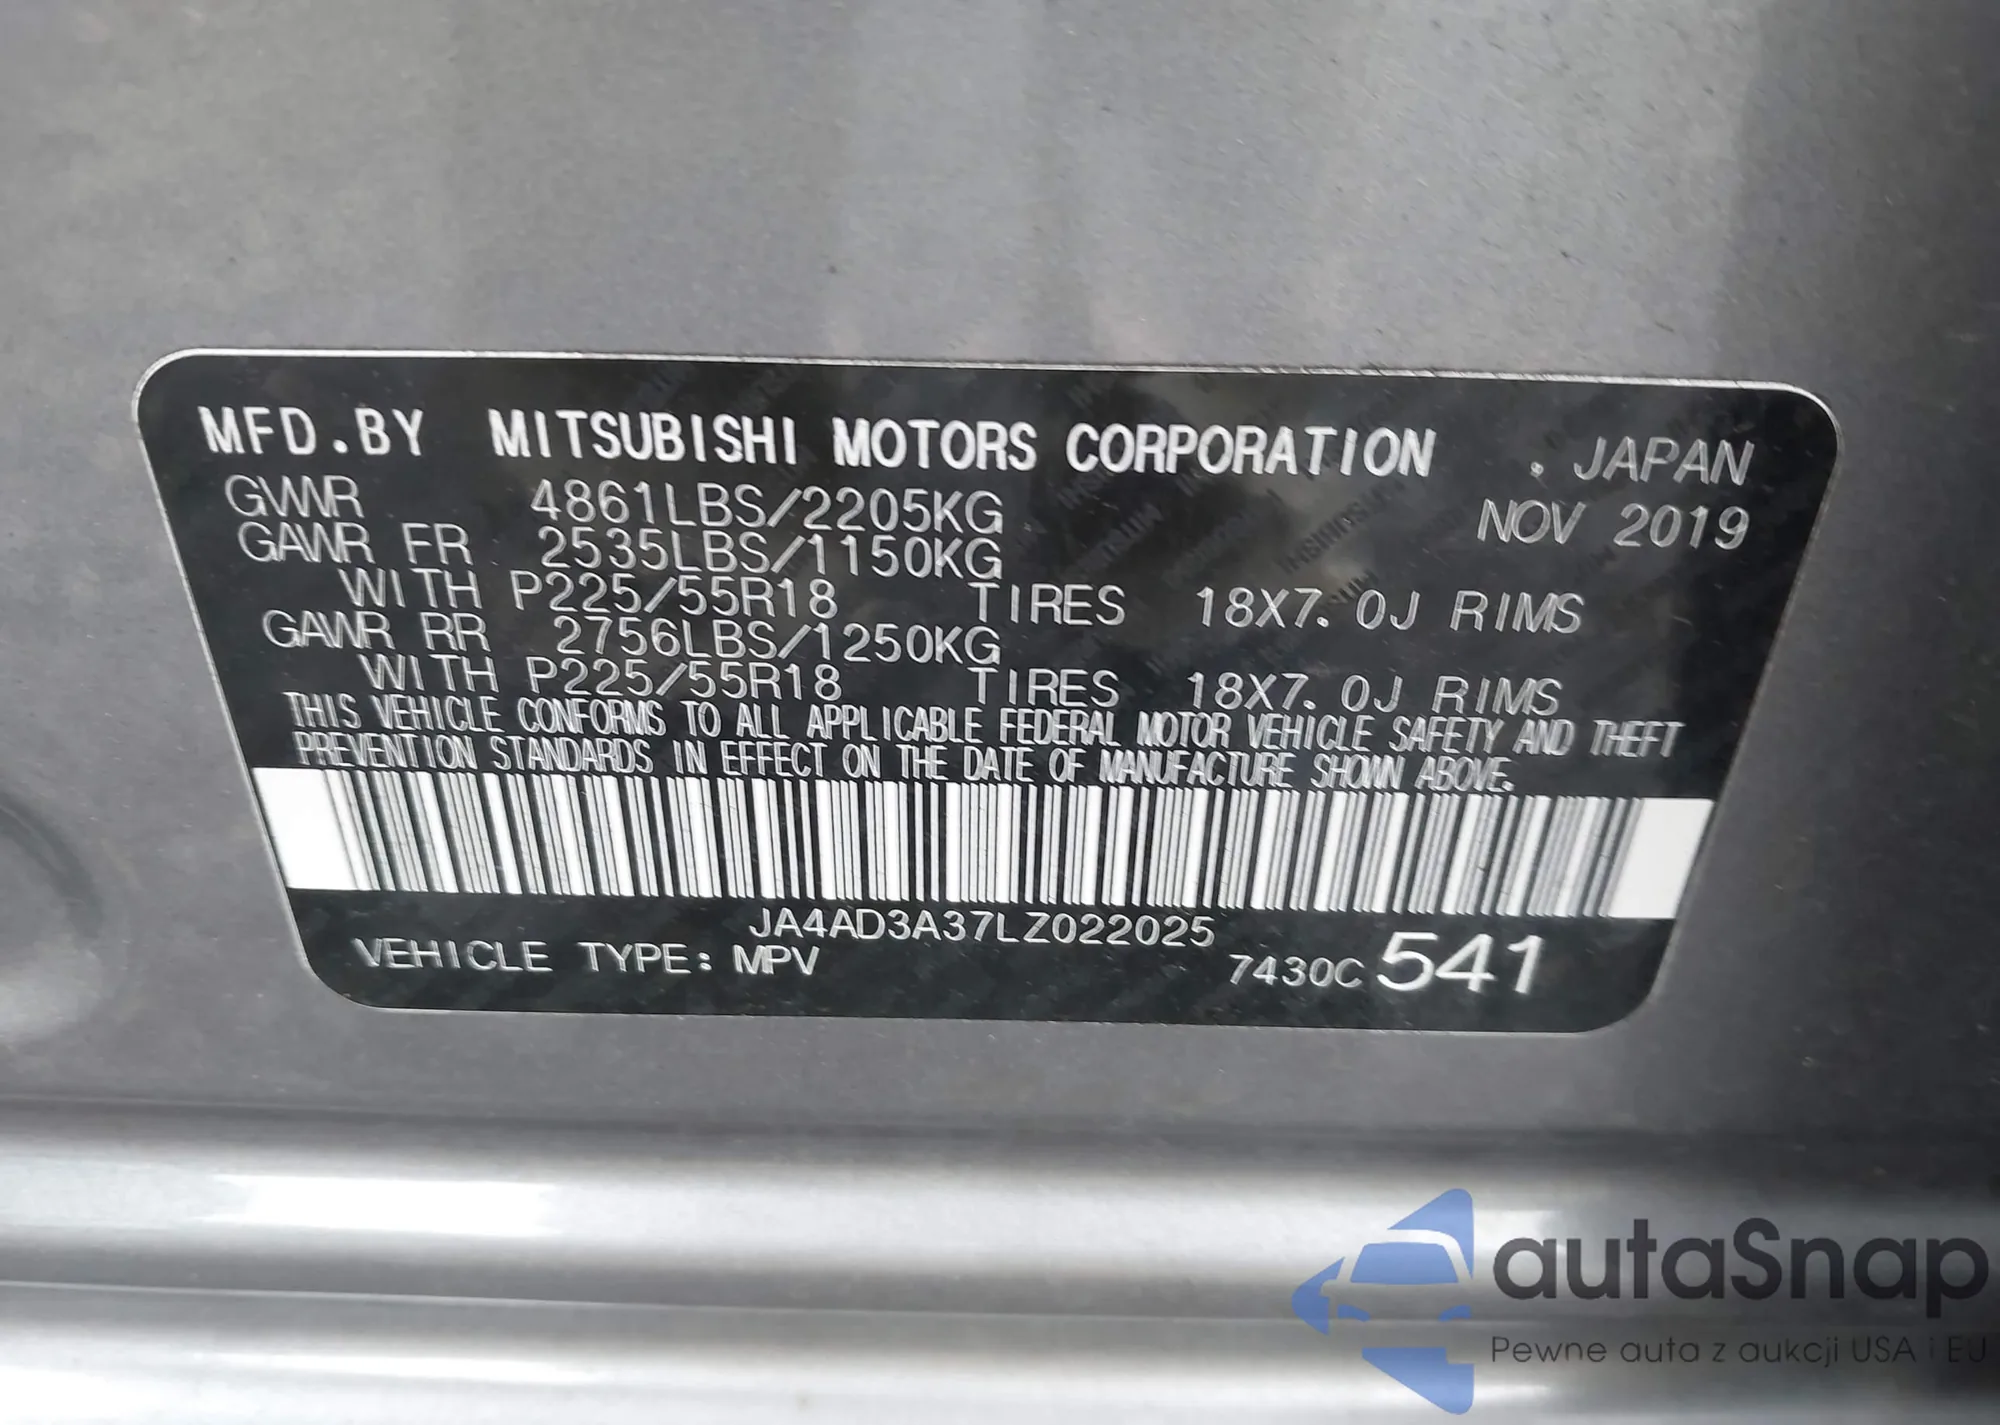 MFD.BY MITSUBISHI MOTORS CORPORATION . JAPAN
GVWR 4861LBS/2205KG NOV 2019
GAWR FR 2535LBS/1150KG
WITH P225/55R18 TIRES 18X7.0J RIMS
GAWR RR 2756LBS/1250KG
WITH P225/55R18 TIRES 18X7.0J RIMS
THIS VEHICLE CONFORMS TO ALL APPLICABLE FEDERAL MOTOR VEHICLE SAFETY AND THEFT
PREVENTION STANDARDS IN EFFECT ON THE DATE OF MANUFACTURE SHOWN ABOVE.
JA4AD3A37LZ022025
VEHICLE TYPE: MPV 7430C 541
autaSnap
Pewne auta z aukcji USA i EU